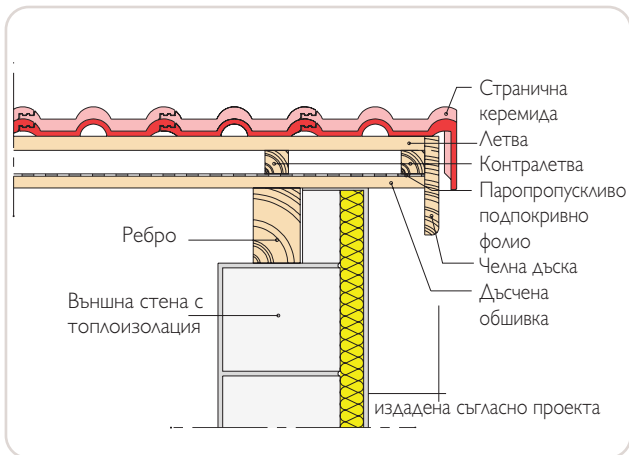 Странична
керемида
Летва
Контралетва
Паропропускливо
подпокривно
фолио
Челна дъска
Дъсчена
обшивка
Ребро
Външна стена с
топлоизолация
издадена съгласно проекта